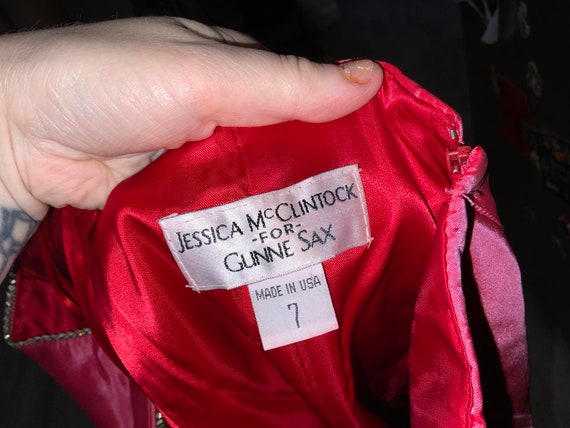 JESSICA McCLINTOCK
-FOR-
GUNNE SAX
MADE IN USA
7